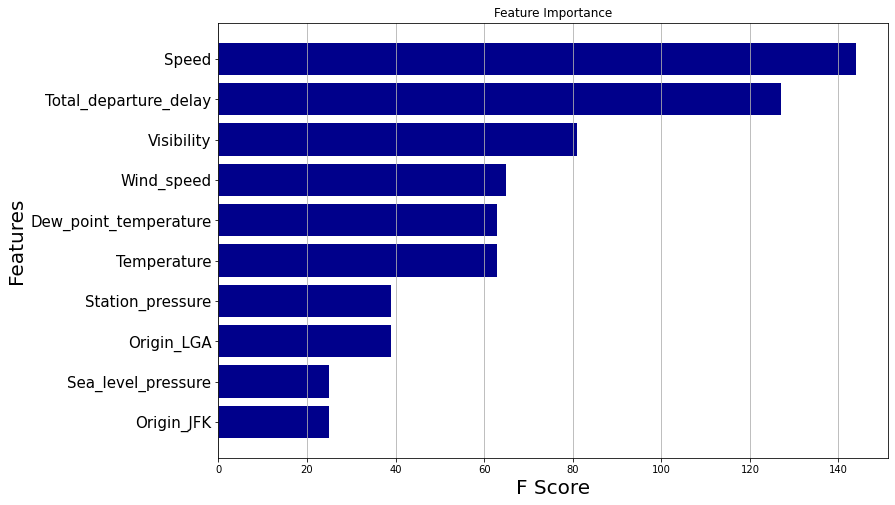 Feature Importance
Speed
Total_departure_delay
Visibility
Wind_speed
Dew_point_temperature
Temperature
Station_pressure
Origin_LGA
Sea_level_pressure
Origin_JFK
Features
0 20 40 60 80 100 120 140
F Score